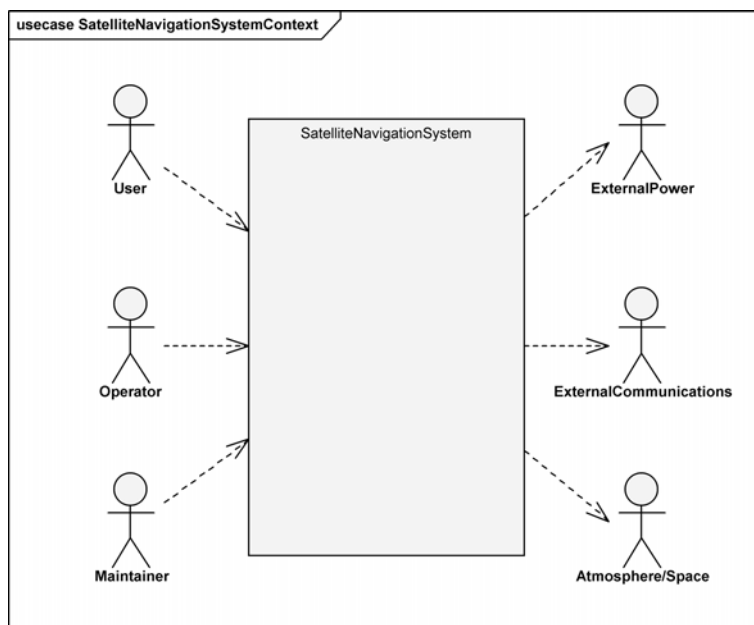 usecase SatelliteNavigationSystemContext
SatelliteNavigationSystem
User
ExternalPower
Operator
ExternalCommunications
Maintainer
Atmosphere/Space